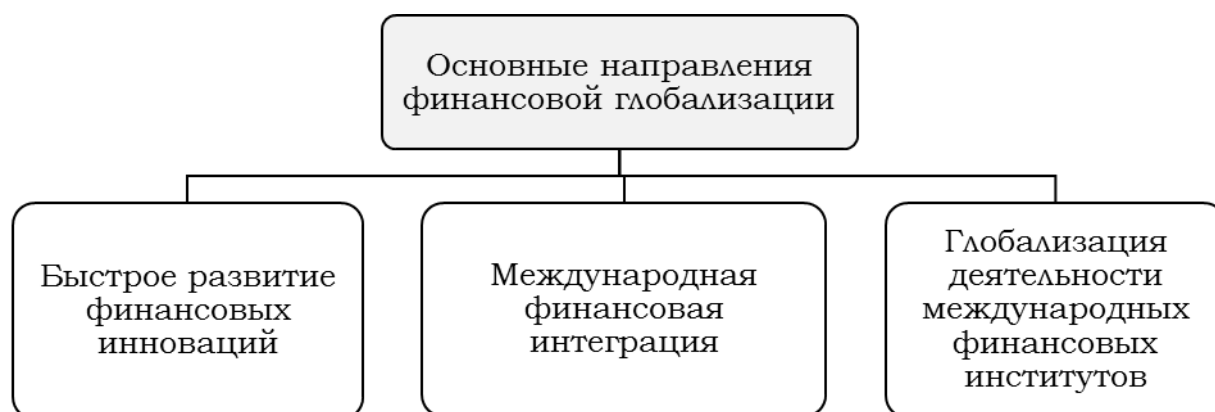 Основные направления
финансовой глобализации
Быстрое развитие
финансовых
инноваций
Международная
финансовая
интеграция
Глобализация
деятельности
международных
финансовых
институтов